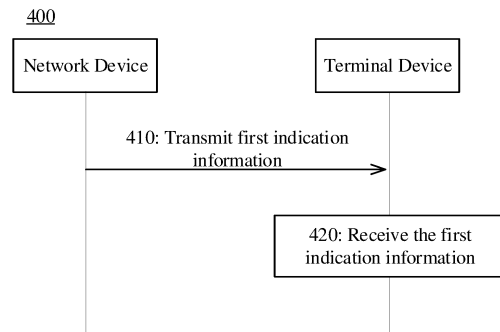 400
Network Device
Terminal Device
410: Transmit first indication
information
420: Receive the first
indication information